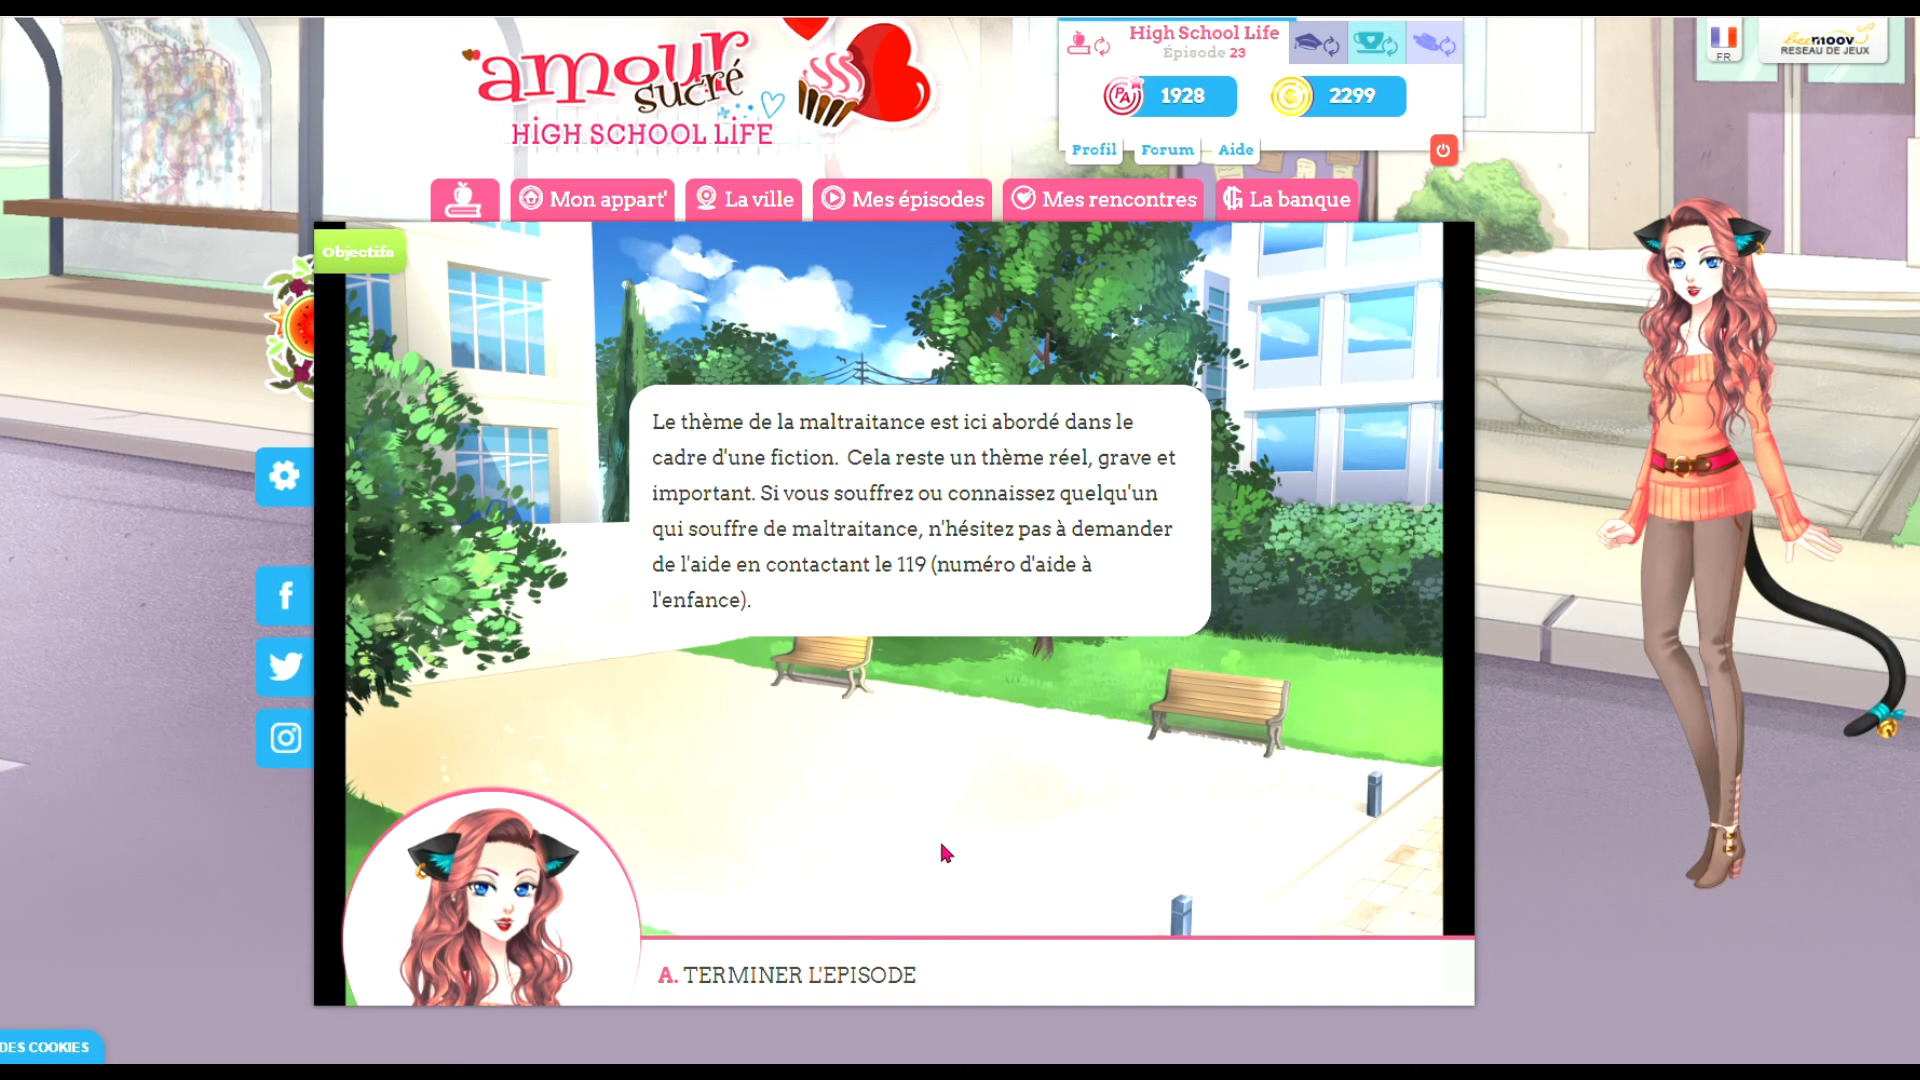 amour
sucré
HIGH SCHOOL LIFE
High School Life
Épisode 23
PA
1928
2299
Profil
Forum
Aide
FR
beemoov
RESEAU DE JEUX
Mon appart'
La ville
Mes épisodes
Mes rencontres
La banque
Objectifs
Le thème de la maltraitance est ici abordé dans le
cadre d'une fiction. Cela reste un thème réel, grave et
important. Si vous souffrez ou connaissez quelqu'un
qui souffre de maltraitance, n'hésitez pas à demander
de l'aide en contactant le 119 (numéro d'aide à
l'enfance).
A. TERMINER L'EPISODE
DES COOKIES